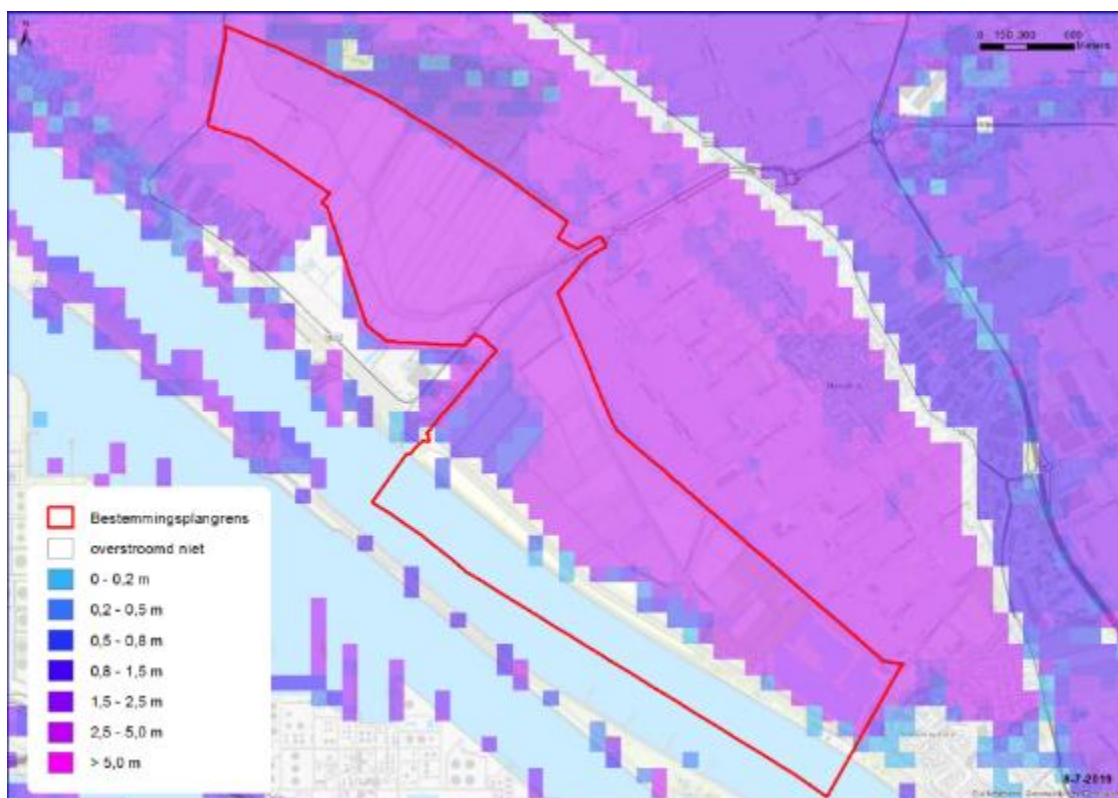 N
0 150 300 600
Meters
Bestemmingsplangrens
overstroomd niet
0 - 0,2 m
0,2 - 0,5 m
0,5 - 0,8 m
0,8 - 1,5 m
1,5 - 2,5 m
2,5 - 5,0 m
> 5,0 m
8-7-2019